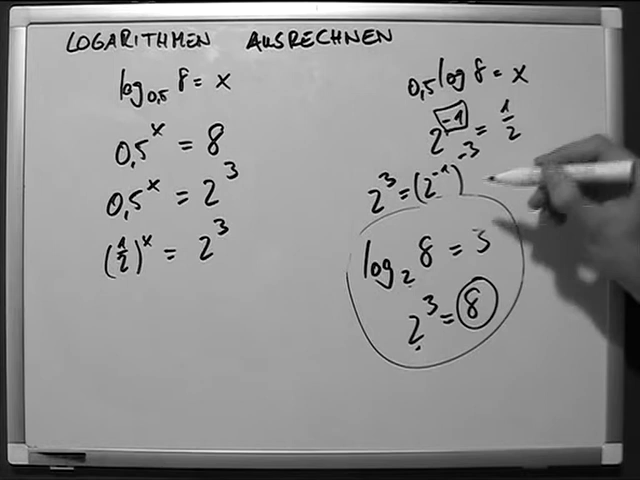 LOGARITHMEN AUSRECHNEN
log₀,₅ 8 = x
0,5ˣ = 8
0,5ˣ = 2³
(1/2)ˣ = 2³
0,5log 8 = x
2⁻¹ = 1/2
2³ = (2⁻¹)⁻³
log₂ 8 = 3
2³ = 8